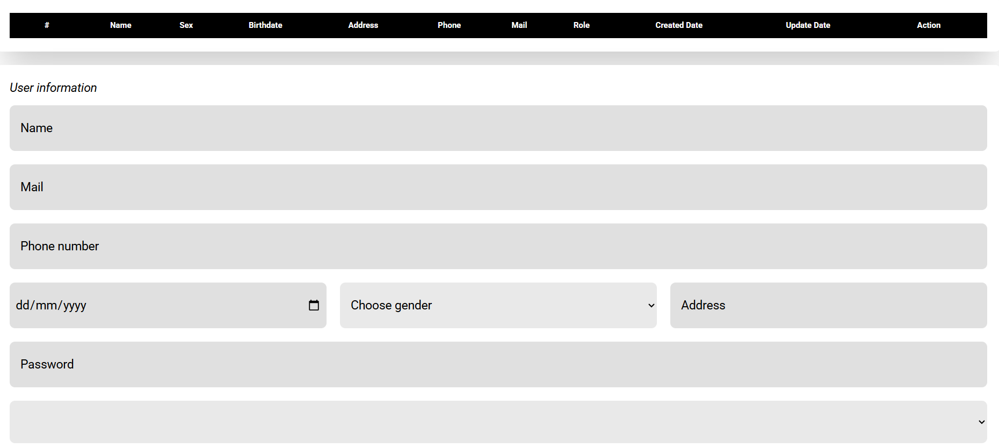 # Name Sex Birthdate Address Phone Mail Role Created Date Update Date Action
User information
Name
Mail
Phone number
dd/mm/yyyy Choose gender Address
Password